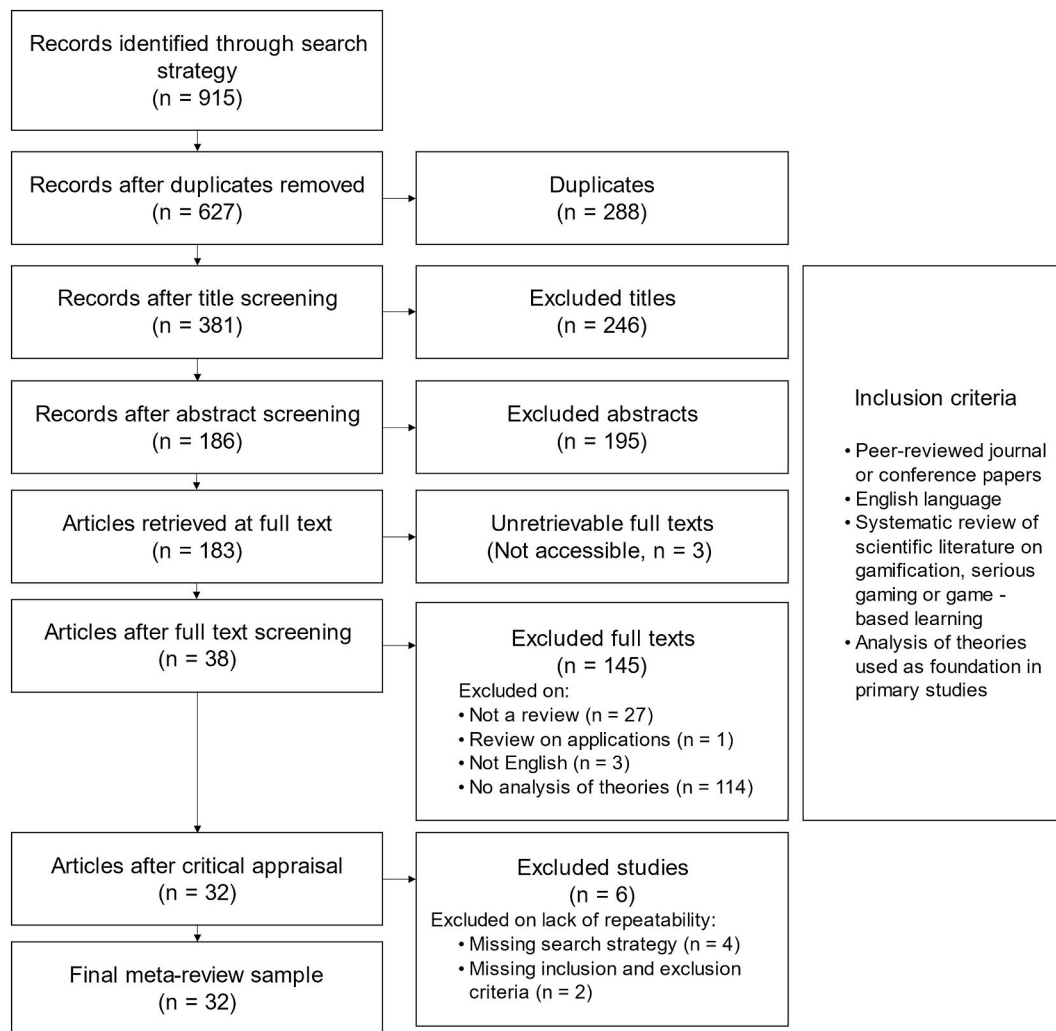 Records identified through search
strategy
(n = 915)
Records after duplicates removed
(n = 627)
Duplicates
(n = 288)
Records after title screening
(n = 381)
Excluded titles
(n = 246)
Records after abstract screening
(n = 186)
Excluded abstracts
(n = 195)
Articles retrieved at full text
(n = 183)
Unretrievable full texts
(Not accessible, n = 3)
Articles after full text screening
(n = 38)
Excluded full texts
(n = 145)
Excluded on:
• Not a review (n = 27)
• Review on applications (n = 1)
• Not English (n = 3)
• No analysis of theories (n = 114)
Articles after critical appraisal
(n = 32)
Excluded studies
(n = 6)
Excluded on lack of repeatability:
• Missing search strategy (n = 4)
• Missing inclusion and exclusion
criteria (n = 2)
Final meta-review sample
(n = 32)
Inclusion criteria
• Peer-reviewed journal
or conference papers
• English language
• Systematic review of
scientific literature on
gamification, serious
gaming or game -
based learning
• Analysis of theories
used as foundation in
primary studies